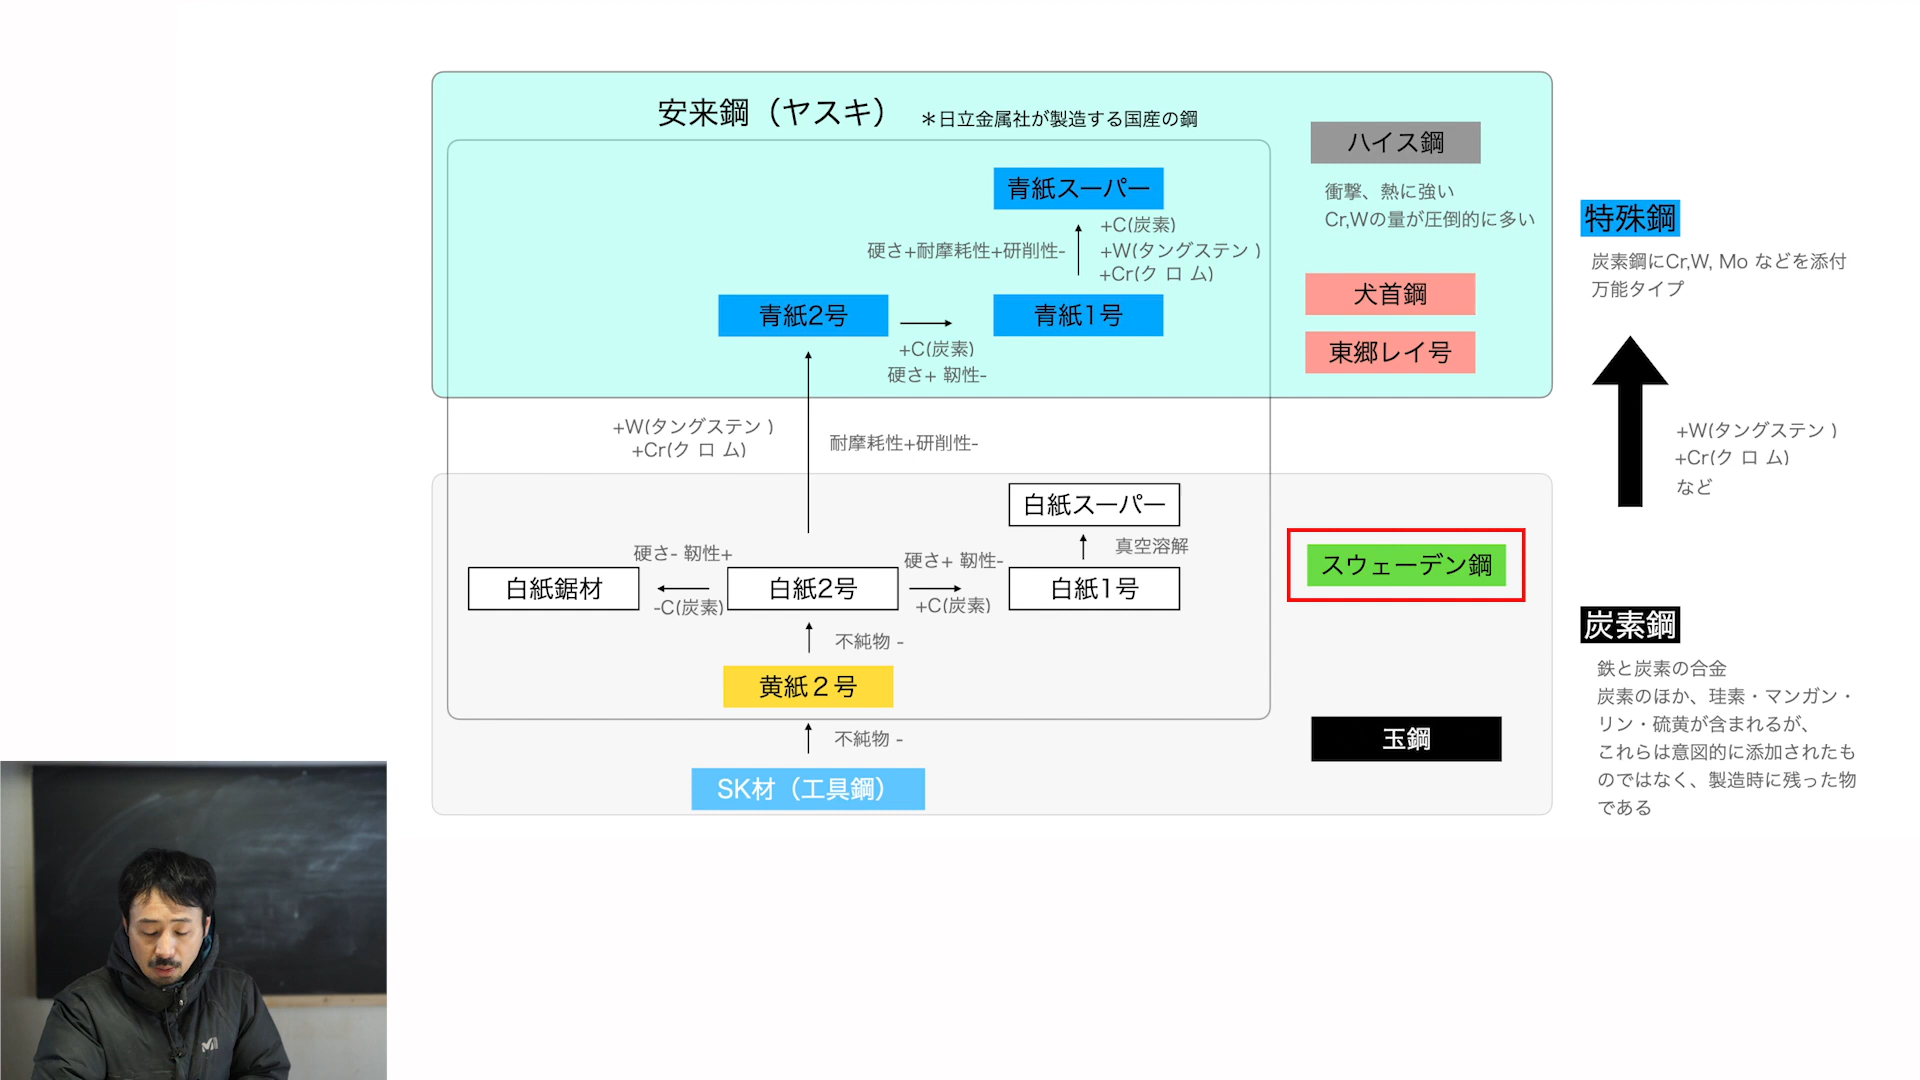 安来鋼（ヤスキ）
＊日立金属社が製造する国産の鋼
ハイス鋼
衝撃、熱に強い
Cr,Wの量が圧倒的に多い
犬首鋼
東郷レイ号
青紙スーパー
硬さ+耐摩耗性+研削性-
+C(炭素)
+W(タングステン )
+Cr(ク ロ ム)
青紙2号
青紙1号
+C(炭素)
硬さ+ 靭性-
+W(タングステン )
+Cr(ク ロ ム)
耐摩耗性+研削性-
白紙スーパー
真空溶解
硬さ- 靭性+
硬さ+ 靭性-
白紙鋸材
-C(炭素)
白紙2号
+C(炭素)
白紙1号
スウェーデン鋼
不純物 -
黄紙２号
不純物 -
SK材（工具鋼）
玉鋼
特殊鋼
炭素鋼にCr,W, Mo などを添付
万能タイプ
+W(タングステン )
+Cr(ク ロ ム)
など
炭素鋼
鉄と炭素の合金
炭素のほか、珪素・マンガン・
リン・硫黄が含まれるが、
これらは意図的に添加されたも
のではなく、製造時に残った物
である